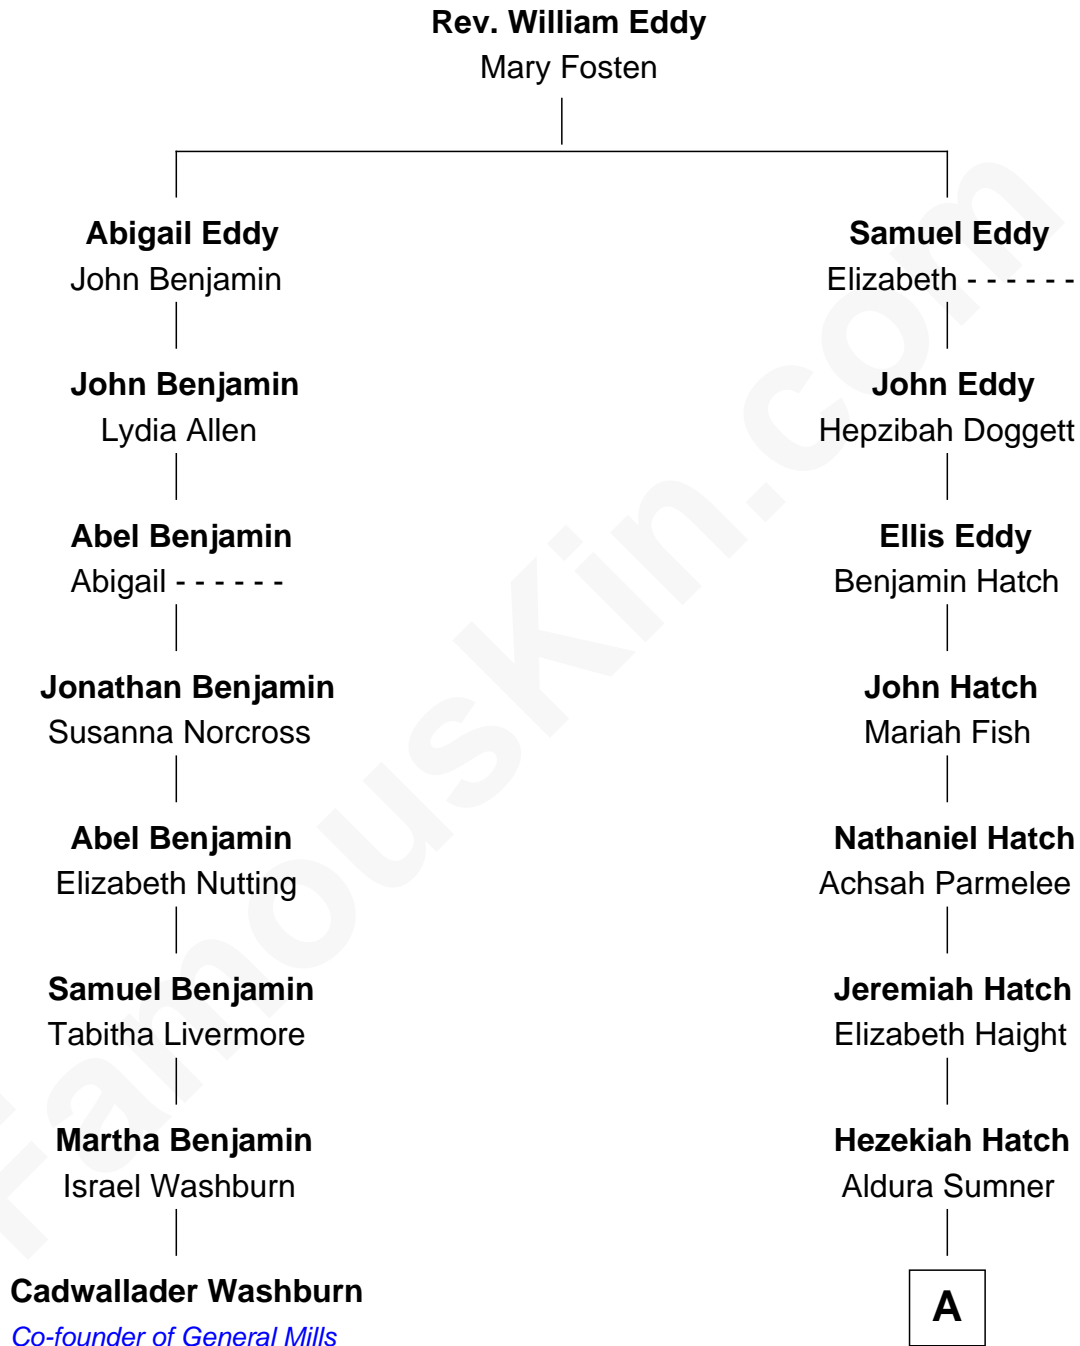 Rev. William Eddy
Mary Fosten
Abigail Eddy
John Benjamin
Samuel Eddy
Elizabeth - - - - - -
John Benjamin
Lydia Allen
John Eddy
Hepzibah Doggett
Abel Benjamin
Abigail - - - - - -
Ellis Eddy
Benjamin Hatch
Jonathan Benjamin
Susanna Norcross
John Hatch
Mariah Fish
Abel Benjamin
Elizabeth Nutting
Nathaniel Hatch
Achsah Parmelee
Samuel Benjamin
Tabitha Livermore
Jeremiah Hatch
Elizabeth Haight
Martha Benjamin
Israel Washburn
Hezekiah Hatch
Aldura Sumner
Cadwallader Washburn
Co-founder of General Mills
A
FamousKin.com